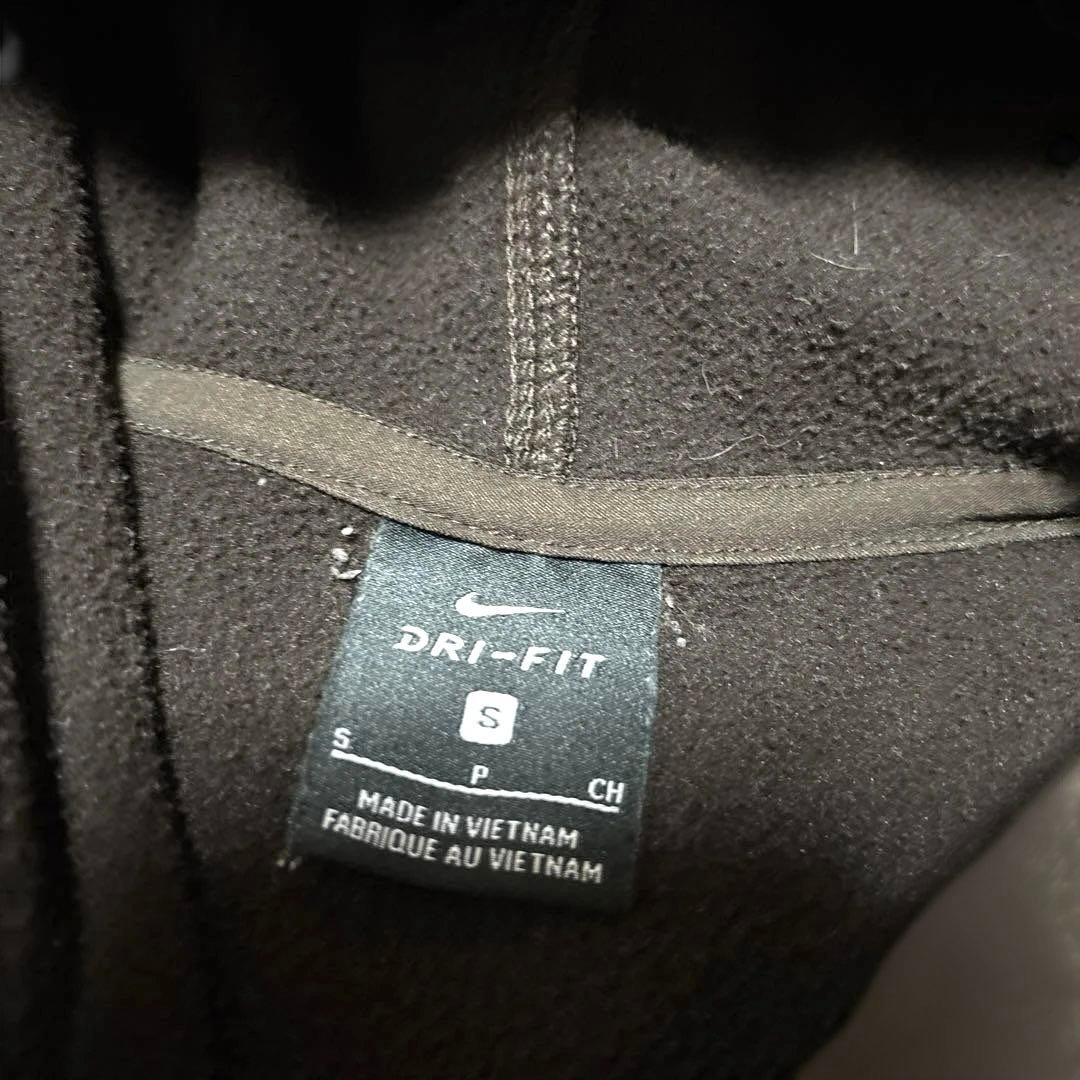 DRI-FIT
S
S P CH
MADE IN VIETNAM
FABRIQUE AU VIETNAM